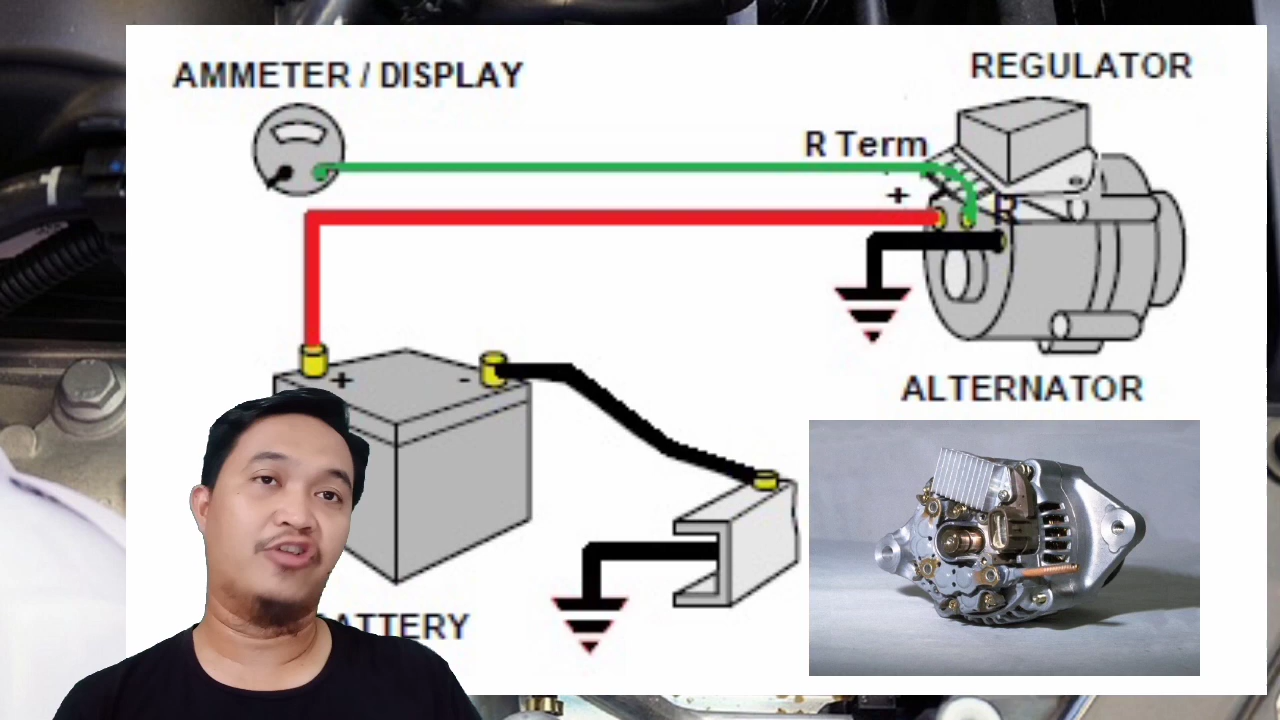 AMMETER / DISPLAY
REGULATOR
R Term
+
R
+ -
ALTERNATOR
ATTERY